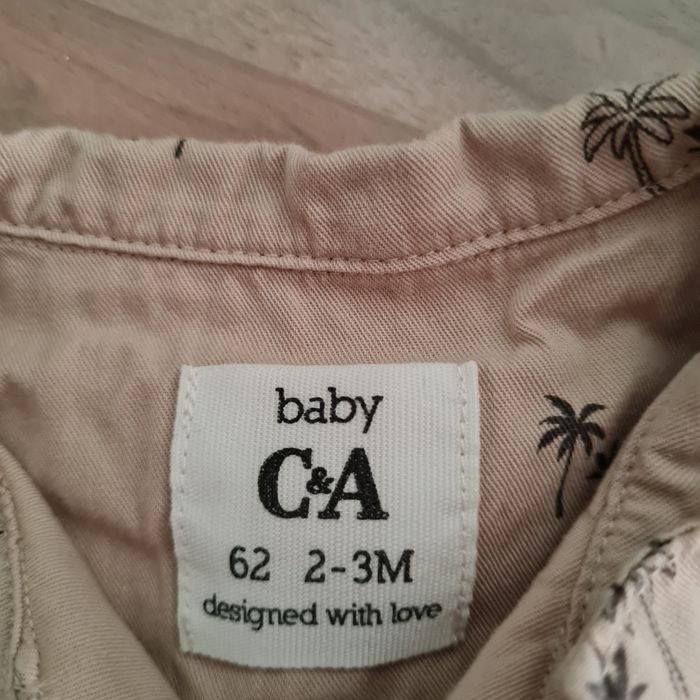 baby
C&A
62 2-3M
designed with love